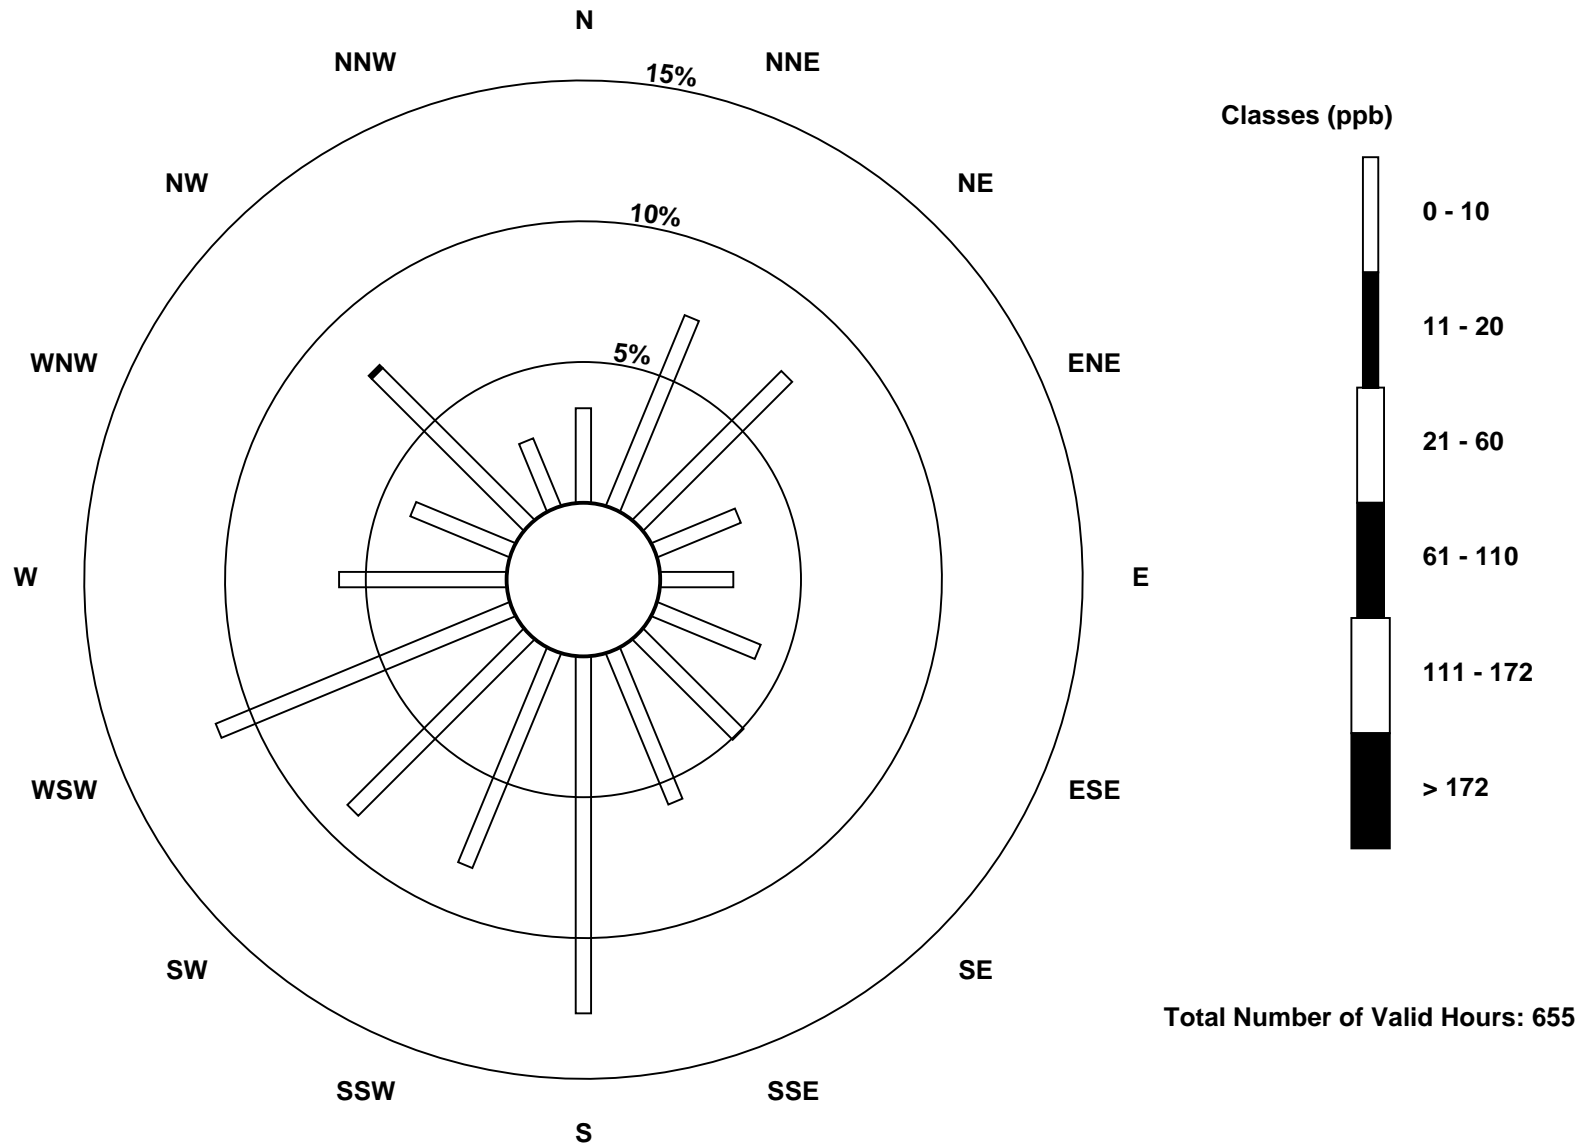 N
NNW
NNE
15%
Classes (ppb)
NW
NE
0 - 10
10%
11 - 20
5%
WNW
ENE
21 - 60
61 - 110
W
E
111 - 172
WSW
ESE
> 172
SW
SE
Total Number of Valid Hours: 655
SSW
SSE
S